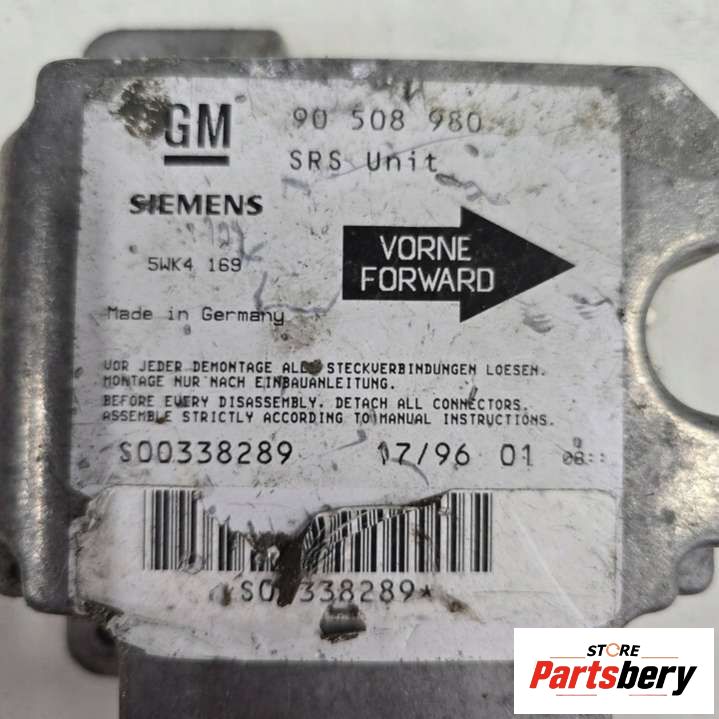 GM
90 508 980
SRS Unit
SIEMENS
5WK4 169
VORNE
FORWARD
Made in Germany
VOR JEDER DEMONTAGE ALLE STECKVERBINDUNGEN LOESEN.
MONTAGE NUR NACH EINBAUANLEITUNG.
BEFORE EVERY DISASSEMBLY. DETACH ALL CONNECTORS.
ASSEMBLE STRICTLY ACCORDING TO MANUAL INSTRUCTIONS.
S00338289 17/96 01
338289*
STORE
Partsbery